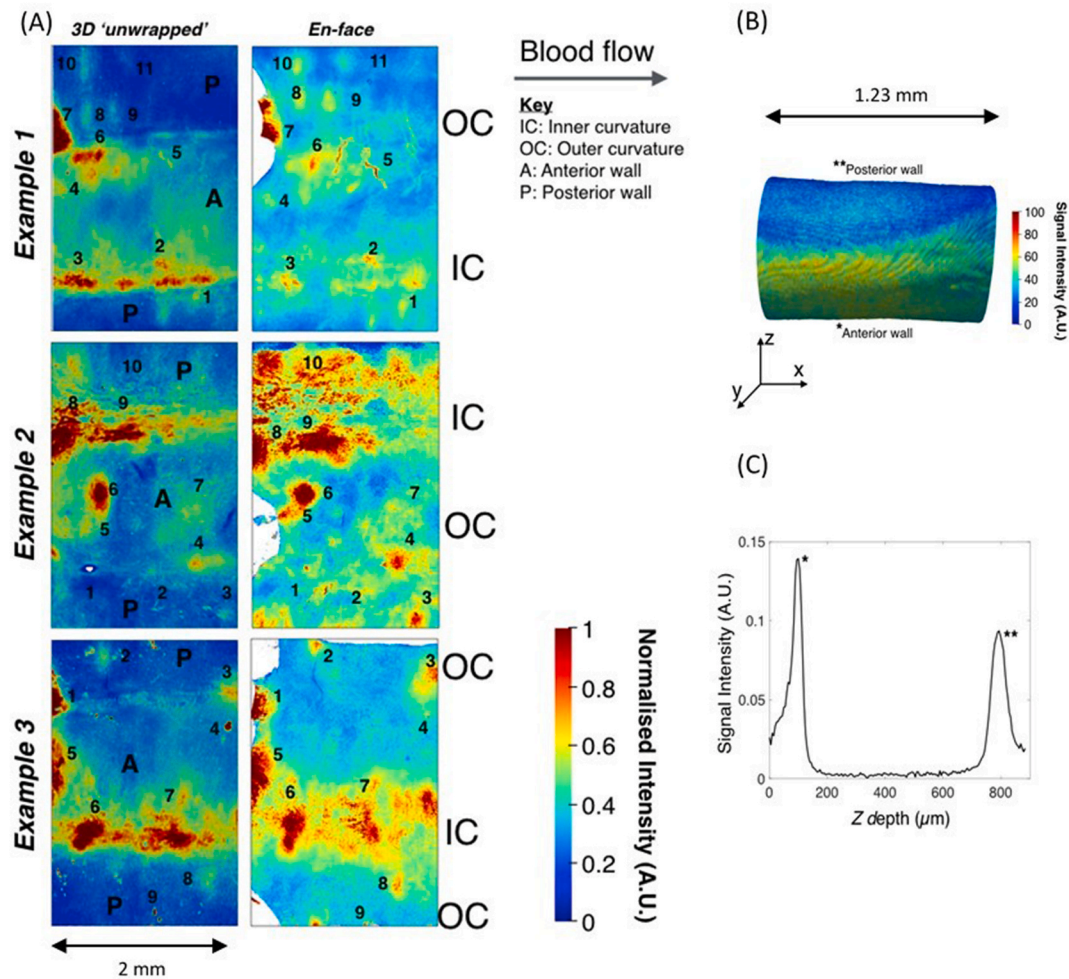 (A)
3D 'unwrapped'
En-face
Example 1
10
11
P
7
8
9
6
5
4
A
3
2
1
P
10
11
8
9
7
6
5
4
2
3
1
OC
IC
Example 2
10
P
8
9
6
A
7
5
4
1
2
3
P
10
9
8
6
7
5
4
1
2
3
IC
OC
Example 3
2
P
3
1
4
5
A
6
7
8
9
P
2
3
1
4
5
6
7
8
9
OC
IC
OC
2 mm
Blood flow
Key
IC: Inner curvature
OC: Outer curvature
A: Anterior wall
P: Posterior wall
1
0.8
0.6
0.4
0.2
0
Normalised Intensity (A.U.)
(B)
1.23 mm
**Posterior wall
*Anterior wall
100
80
60
40
20
0
Signal Intensity (A.U.)
z
x
y
(C)
0.15
0.1
0.05
0
*
**
0
200
400
600
800
Signal Intensity (A.U.)
Z depth (µm)